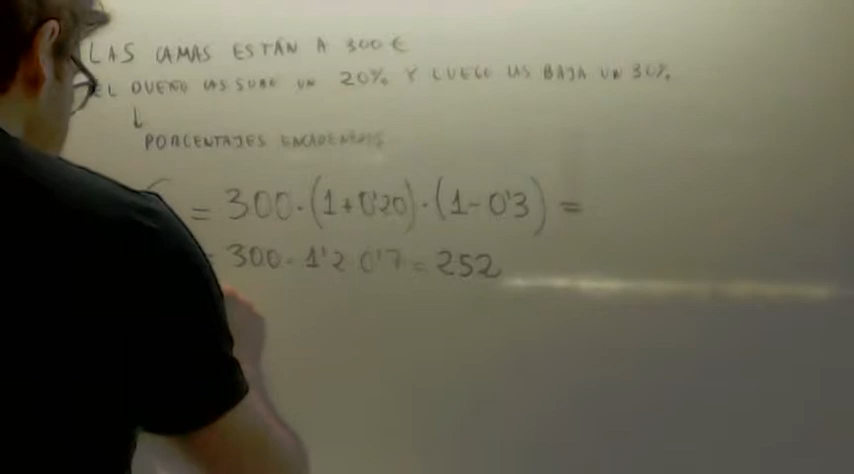 LAS CAMAS ESTÁN A 300 €
EL DUEÑO LAS SUBE UN 20% Y LUEGO LAS BAJA UN 30%
↓
PORCENTAJES ENCADENADOS
= 300·(1+0'20)·(1-0'3) =
= 300·1'2 0'7 = 252